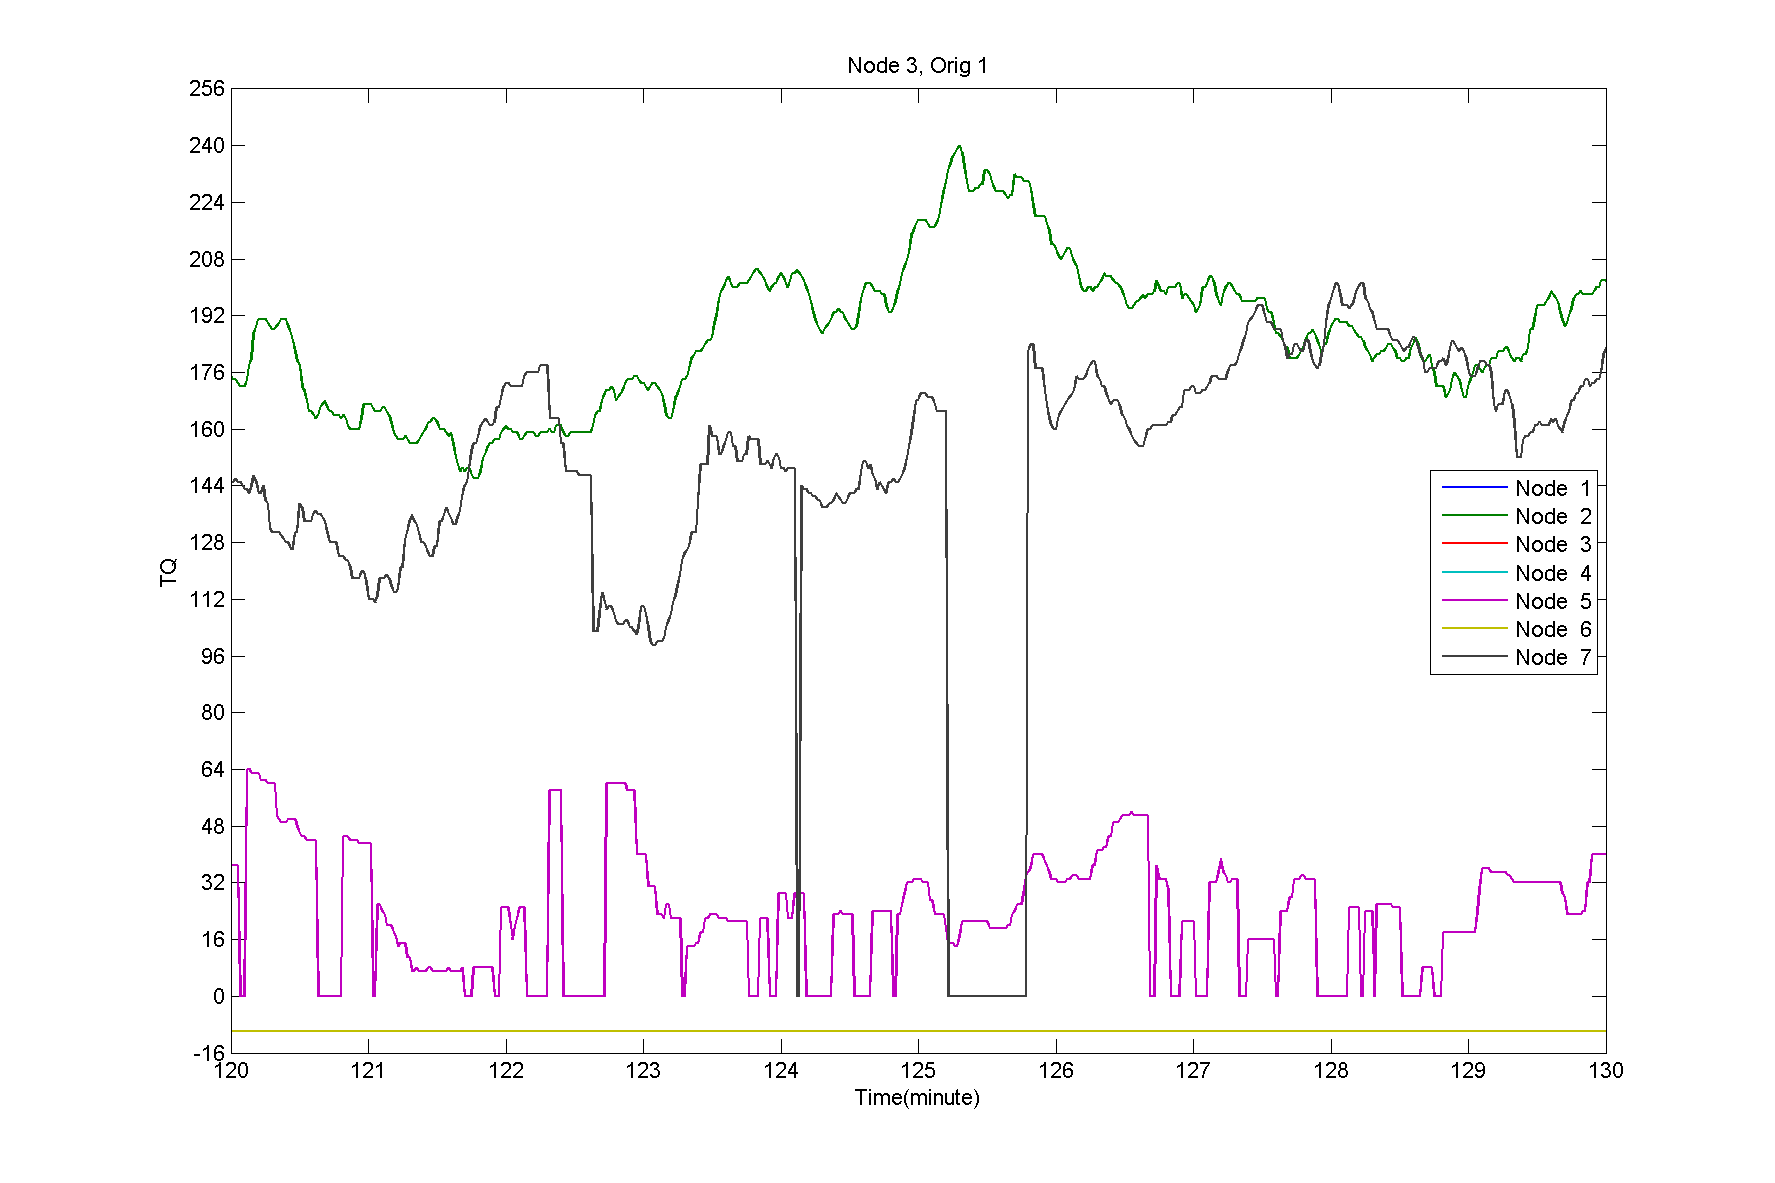 Node 3, Orig 1
256
240
224
208
192
176
160
144
128
112
96
80
64
48
32
16
0
-16
TQ
Node 1
Node 2
Node 3
Node 4
Node 5
Node 6
Node 7
120 121 122 123 124 125 126 127 128 129 130
Time(minute)